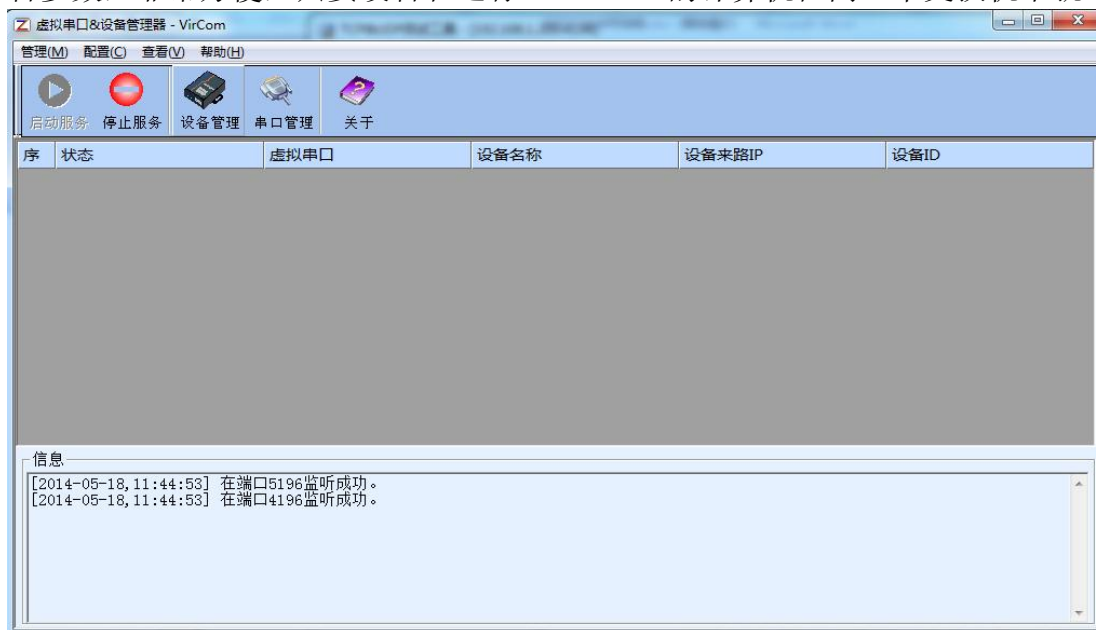 虚拟串口&设备管理器 - VirCom
管理(M) 配置(C) 查看(V) 帮助(H)
启动服务 停止服务 设备管理 串口管理 关于
序 状态 虚拟串口 设备名称 设备来路IP 设备ID
信息
[2014-05-18,11:44:53] 在端口5196监听成功。
[2014-05-18,11:44:53] 在端口4196监听成功。